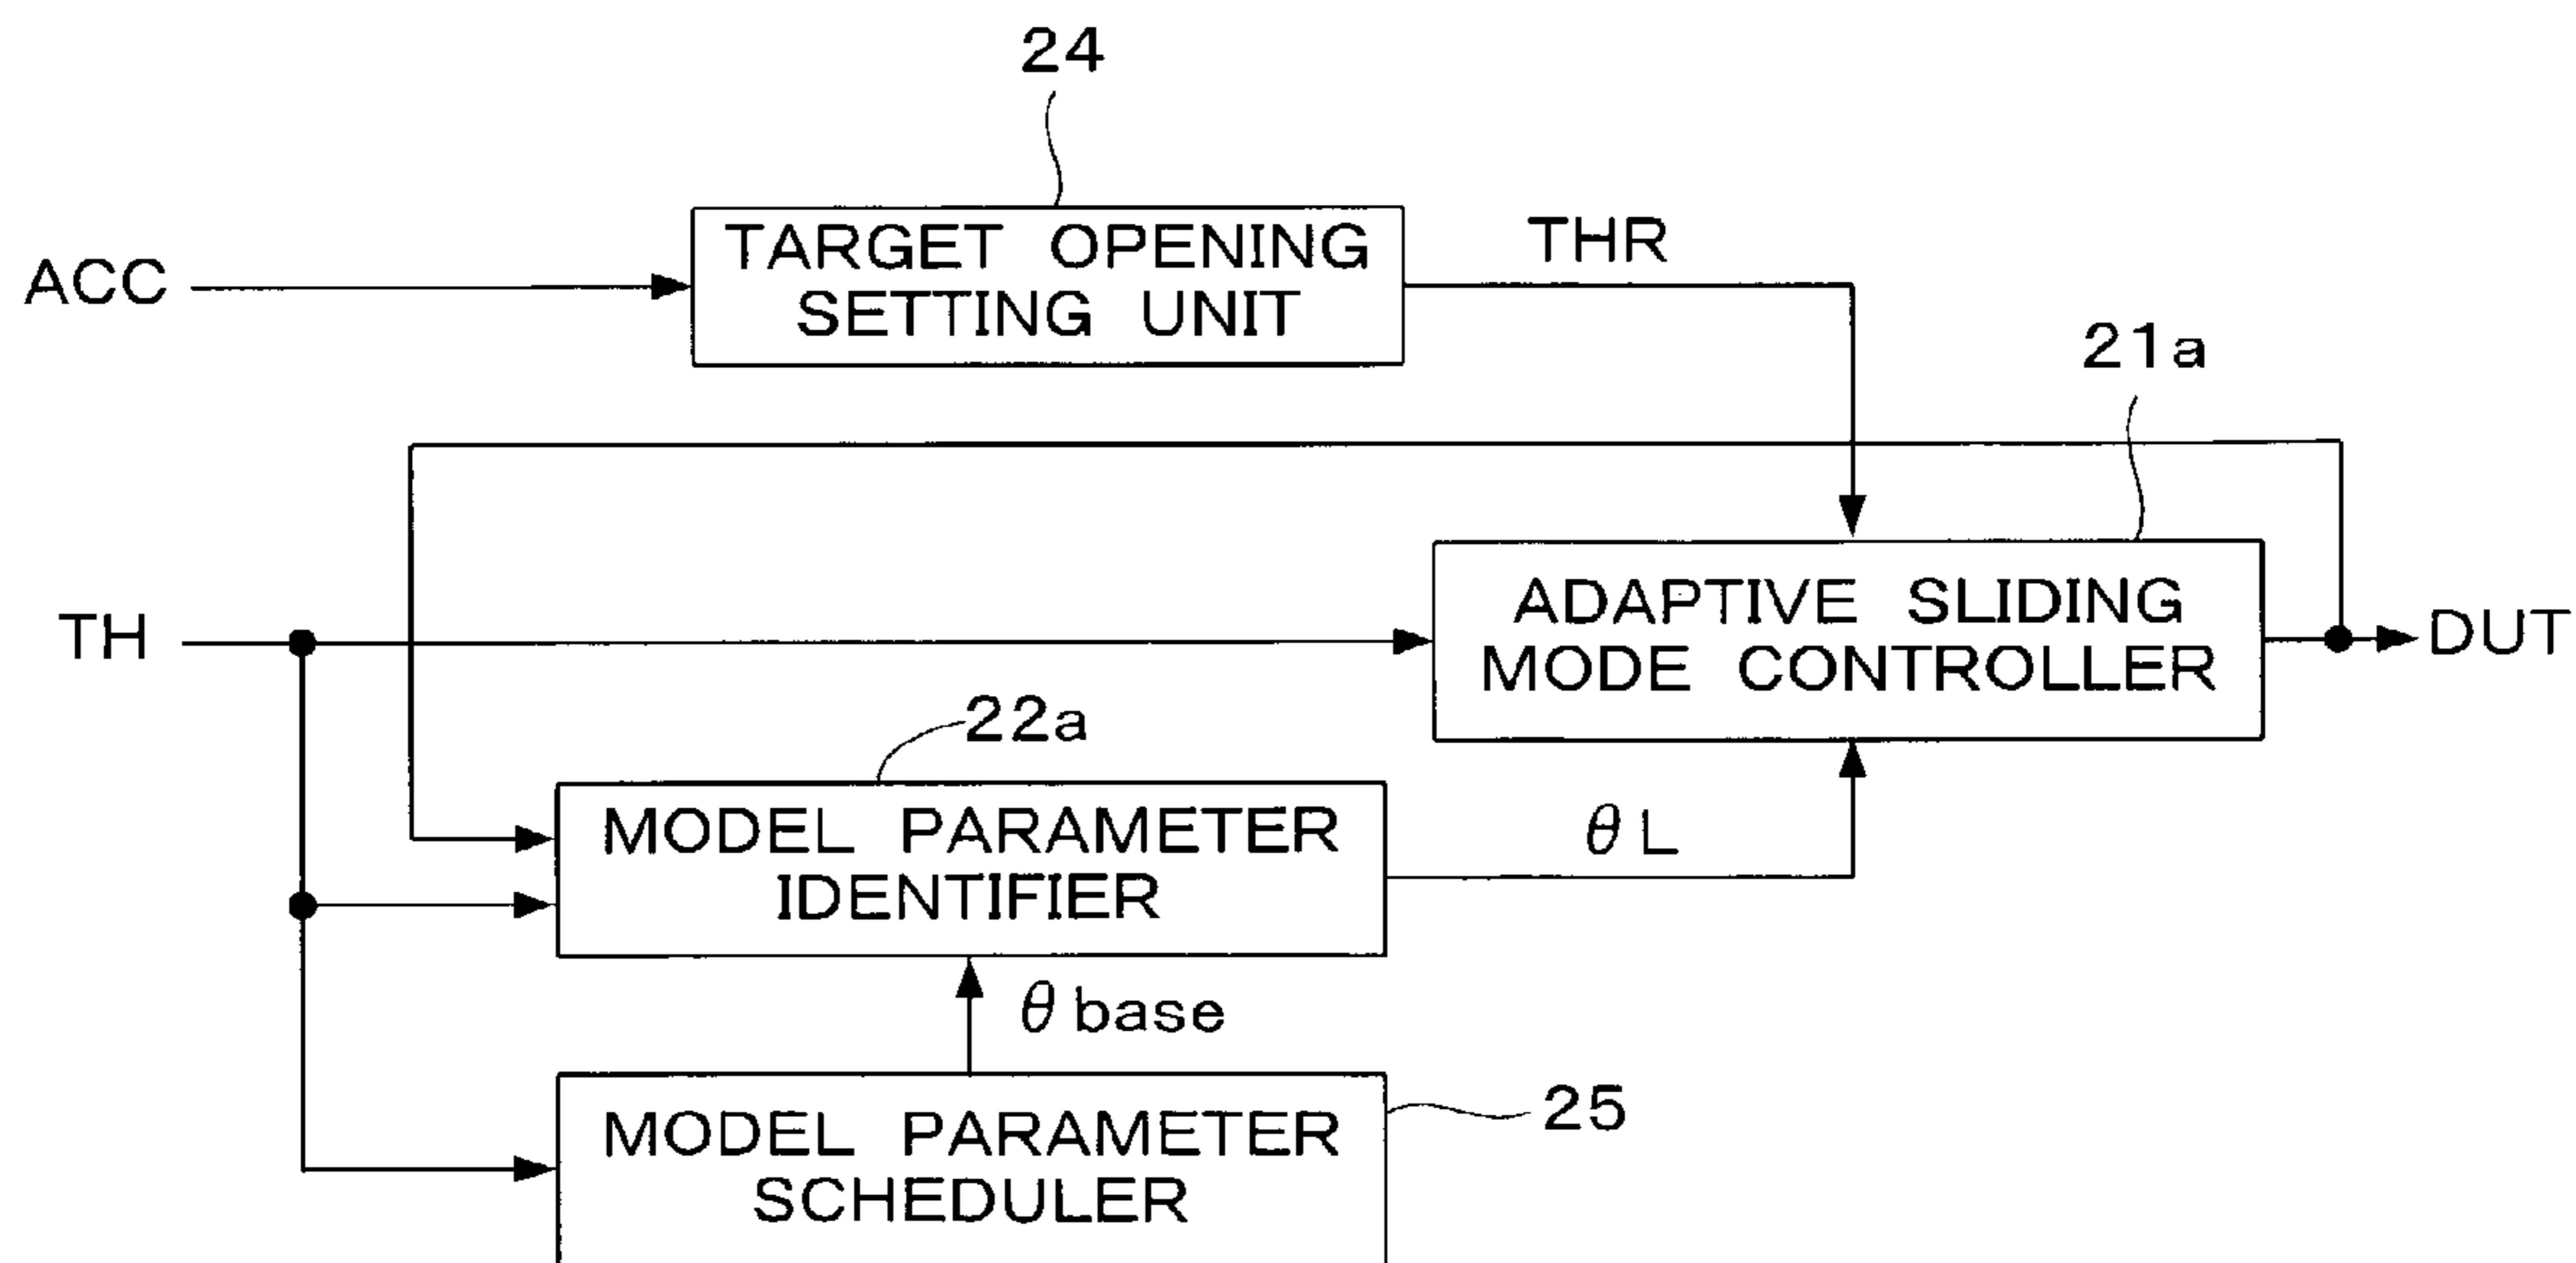 24
TARGET OPENING
SETTING UNIT
THR
ACC
21a
ADAPTIVE SLIDING
MODE CONTROLLER
TH
DUT
22a
MODEL PARAMETER
IDENTIFIER
θL
θbase
MODEL PARAMETER
SCHEDULER
25